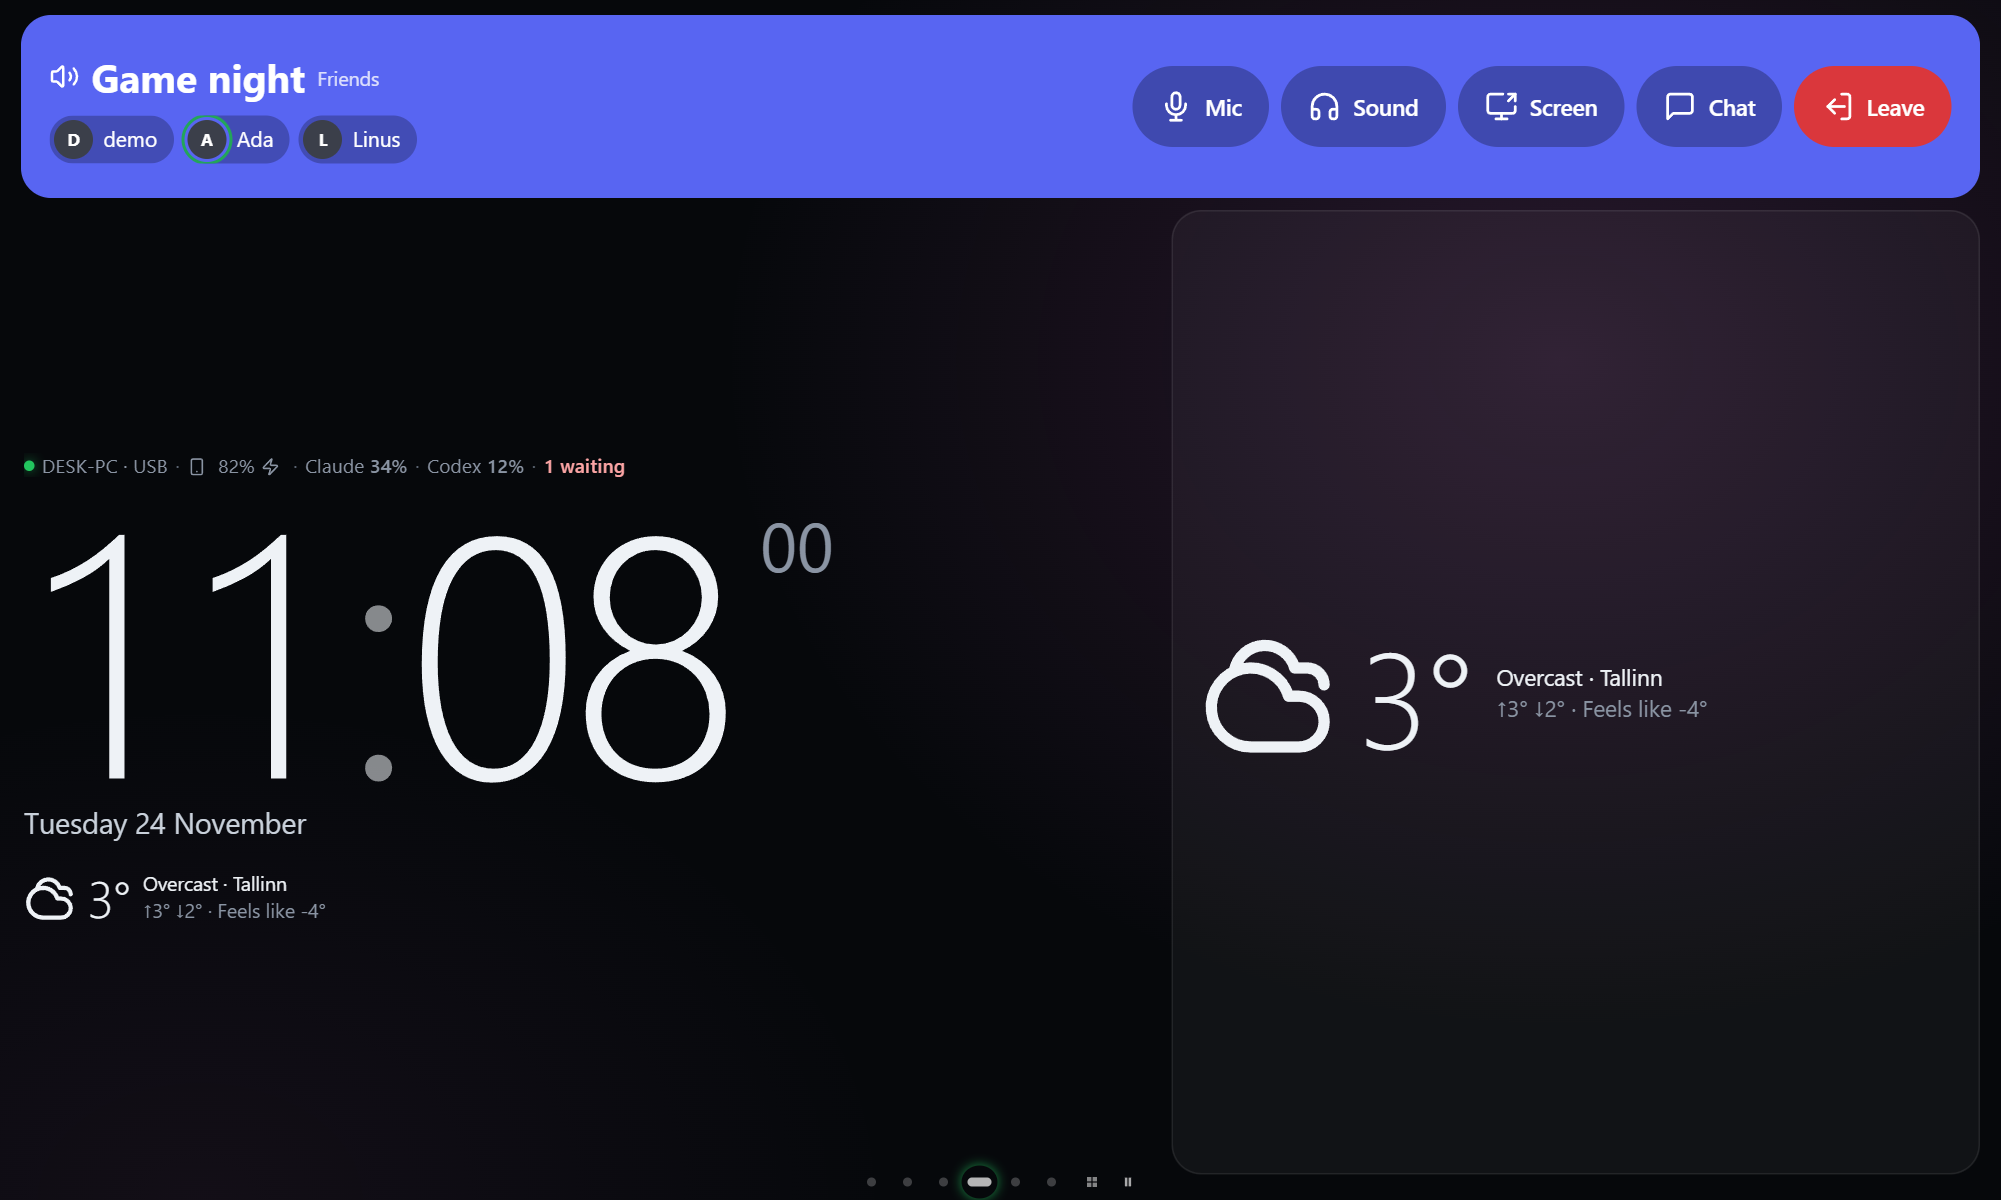 Game night Friends
D demo A Ada L Linus
Mic Sound Screen Chat Leave
DESK-PC · USB · 82% · Claude 34% · Codex 12% · 1 waiting
11:08 00
Tuesday 24 November
3° Overcast · Tallinn
↑3° ↓2° · Feels like -4°
3° Overcast · Tallinn
↑3° ↓2° · Feels like -4°